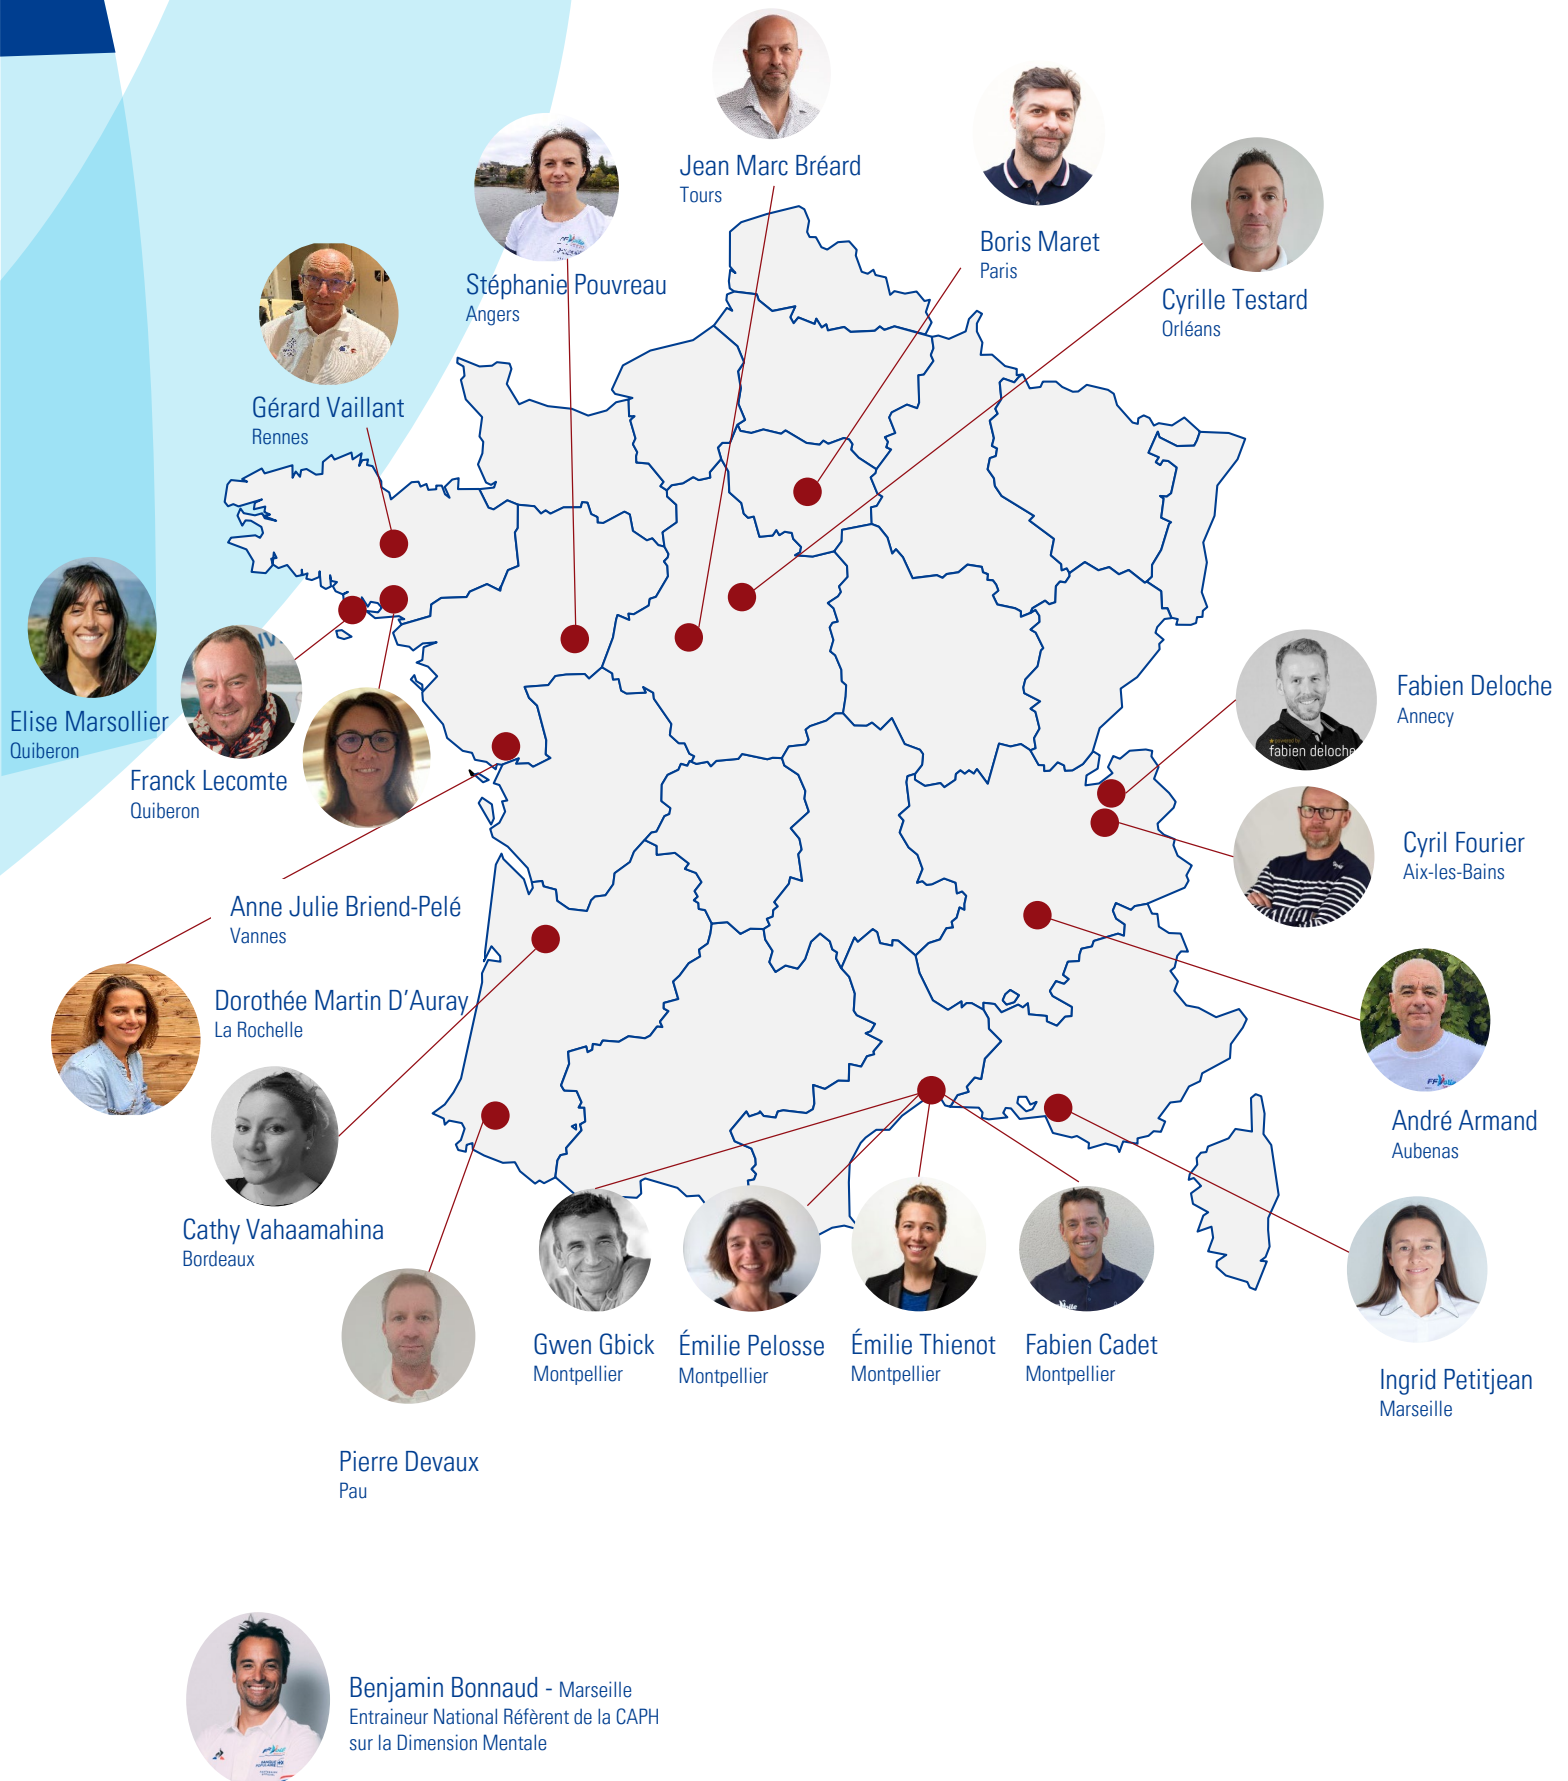 Jean Marc Bréard
Tours
Boris Maret
Paris
Stéphanie Pouvreau
Angers
Cyrille Testard
Orléans
Gérard Vaillant
Rennes
Elise Marsollier
Quiberon
Franck Lecomte
Quiberon
Fabien Deloche
Annecy
fabien deloche
Cyril Fourier
Aix-les-Bains
Anne Julie Briend-Pelé
Vannes
Dorothée Martin D’Auray
La Rochelle
André Armand
Aubenas
Cathy Vahaamahina
Bordeaux
Gwen Gbick
Montpellier
Émilie Pelosse
Montpellier
Émilie Thienot
Montpellier
Fabien Cadet
Montpellier
Ingrid Petitjean
Marseille
Pierre Devaux
Pau
Benjamin Bonnaud - Marseille
Entraineur National Réfèrent de la CAPH
sur la Dimension Mentale